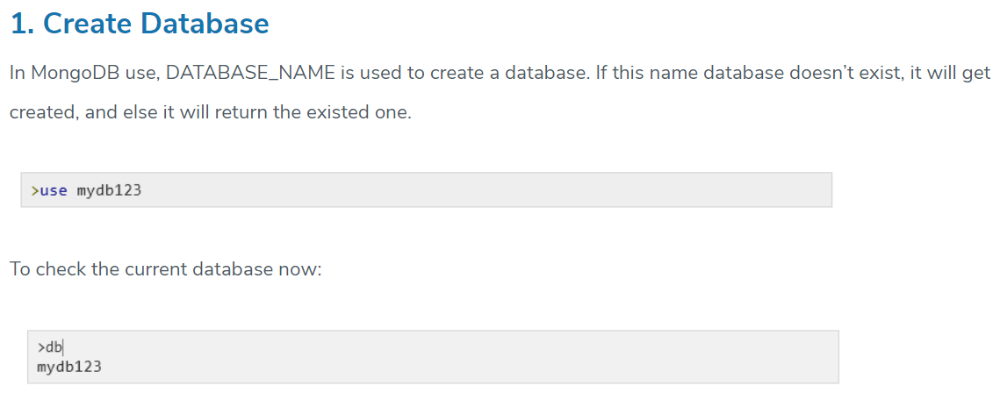 1. Create Database
In MongoDB use, DATABASE_NAME is used to create a database. If this name database doesn’t exist, it will get
created, and else it will return the existed one.
>use mydb123
To check the current database now:
>db
mydb123